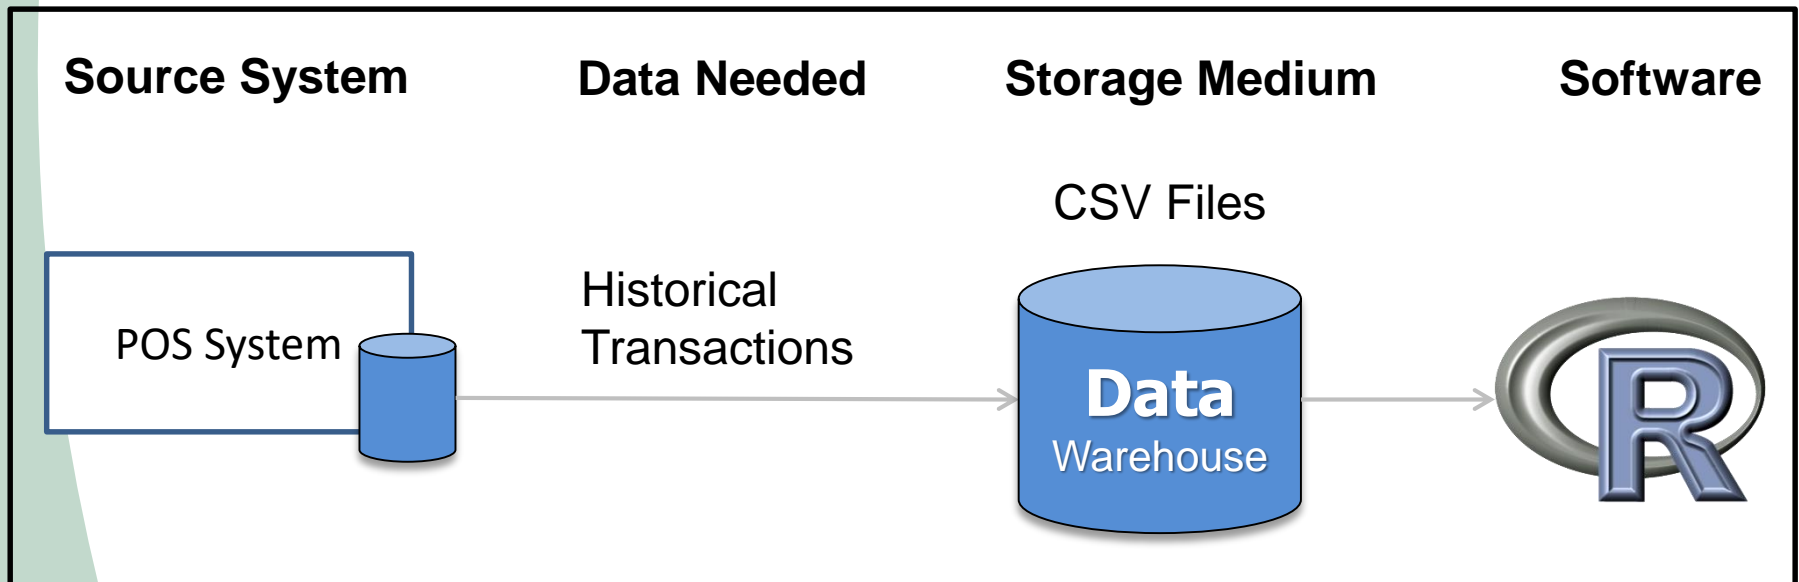 Source System
Data Needed
Storage Medium
Software
CSV Files
POS System
Historical
Transactions
Data
Warehouse
R